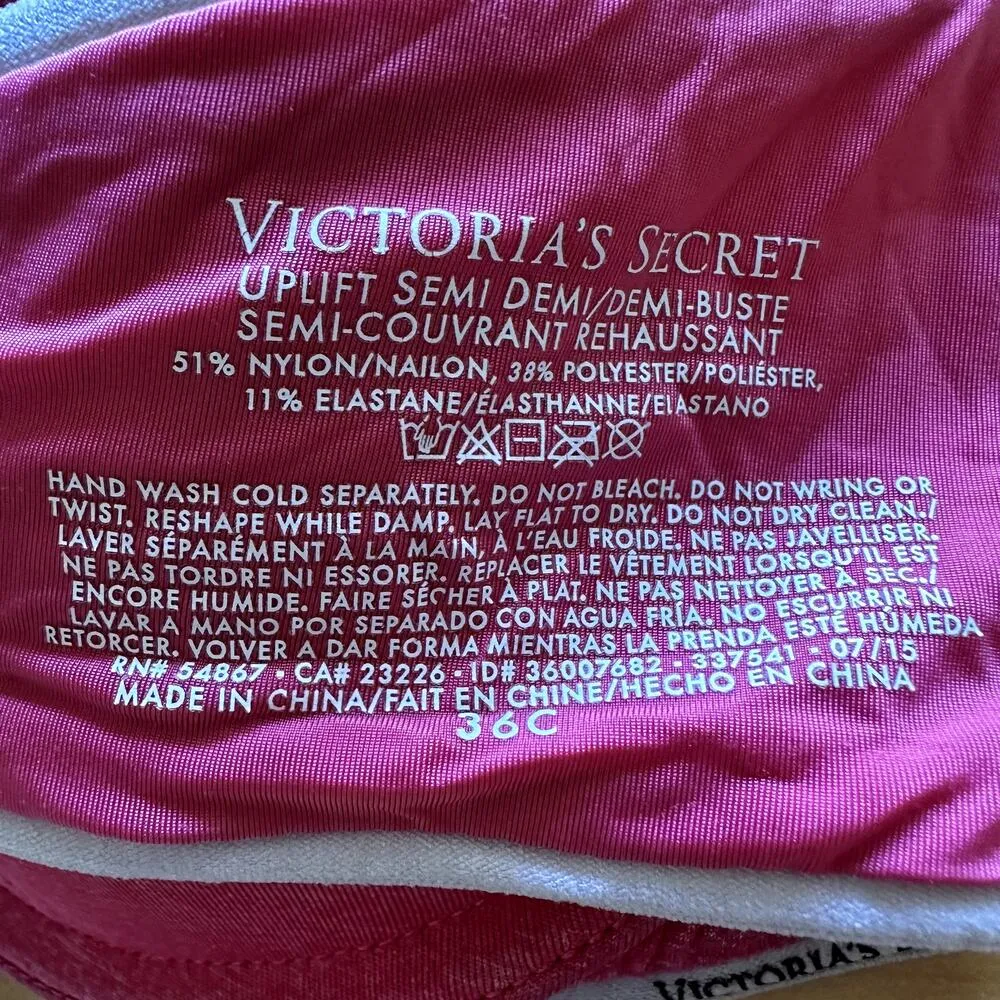 VICTORIA'S SECRET
UPLIFT SEMI DEMI/DEMI-BUSTE
SEMI-COUVRANT REHAUSSANT
51% NYLON/NAILON, 38% POLYESTER/POLIÉSTER,
11% ELASTANE/ÉLASTHANNE/ELASTANO
HAND WASH COLD SEPARATELY. DO NOT BLEACH. DO NOT WRING OR
TWIST. RESHAPE WHILE DAMP. LAY FLAT TO DRY. DO NOT DRY CLEAN./
LAVER SÉPARÉMENT À LA MAIN, À L'EAU FROIDE. NE PAS JAVELLISER.
NE PAS TORDRE NI ESSORER. REPLACER LE VÊTEMENT LORSQU'IL EST
ENCORE HUMIDE. FAIRE SÉCHER À PLAT. NE PAS NETTOYER À SEC./
LAVAR A MANO POR SEPARADO CON AGUA FRÍA. NO ESCURRIR NI
RETORCER. VOLVER A DAR FORMA MIENTRAS LA PRENDA ESTÉ HÚMEDA
RN# 54867 · CA# 23226 · ID# 36007682 - 337541 - 07/15
MADE IN CHINA/FAIT EN CHINE/HECHO EN CHINA
36C
VICTORIA'S